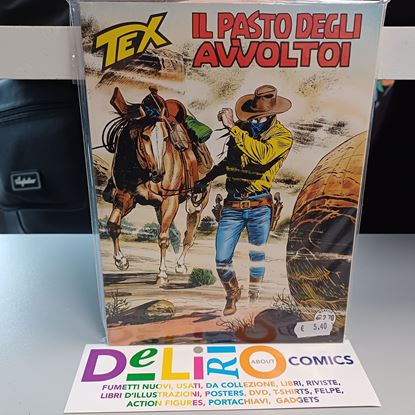 TEX
IL PASTO DEGLI
AVVOLTOI
€ 5,40
DELIRIO ABOUT COMICS
FUMETTI NUOVI, USATI, DA COLLEZIONE, LIBRI, RIVISTE,
LIBRI D'ILLUSTRAZIONI, POSTERS, DVD, T-SHIRTS, FELPE,
ACTION FIGURES, PORTACHIAVI, GADGETS